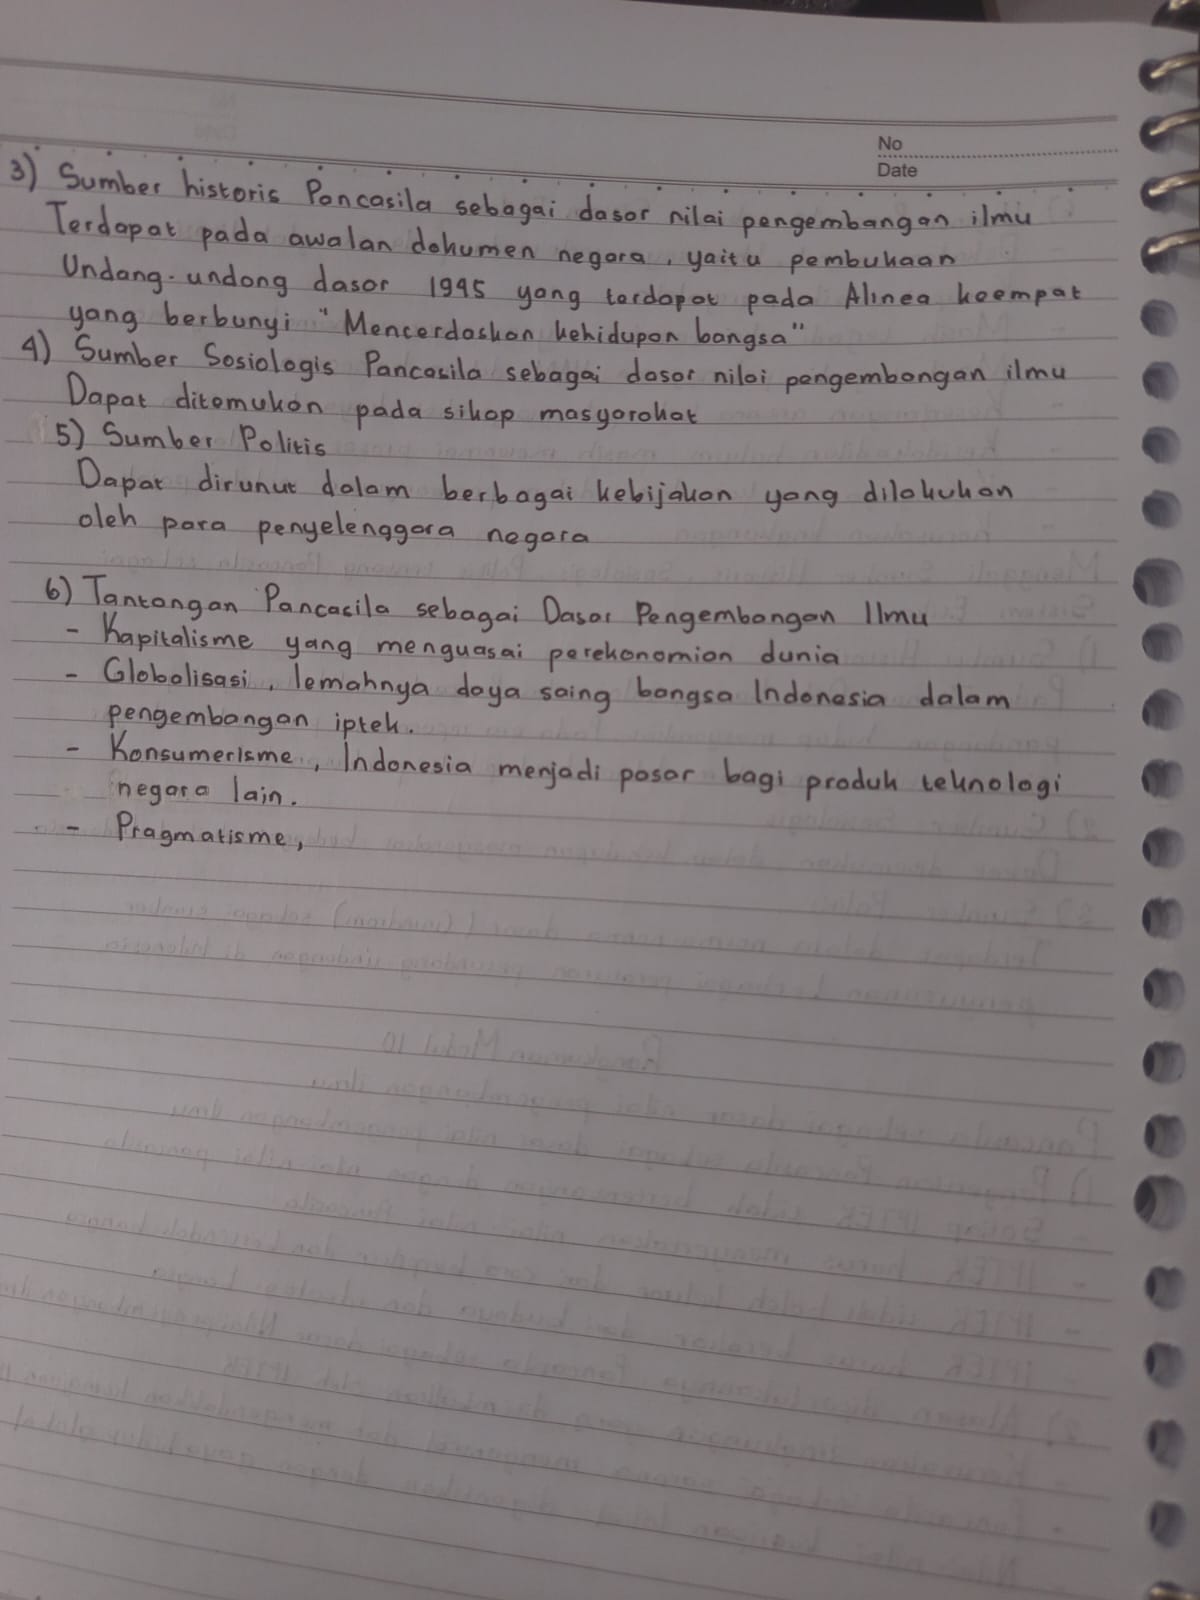 No
Date
3) Sumber historis Pancasila sebagai dasar nilai pengembangan ilmu
Terdapat pada awalan dokumen negara, yaitu pembukaan
Undang-undang dasar 1945 yang terdapat pada Alinea keempat
yang berbunyi "Mencerdaskan kehidupan bangsa"
4) Sumber Sosiologis Pancasila sebagai dasar nilai pengembangan ilmu
Dapat ditemukan pada sikap masyarakat
5) Sumber Politis
Dapat dirunut dalam berbagai kebijakan yang dilakukan
oleh para penyelenggara negara
6) Tantangan Pancasila sebagai Dasar Pengembangan Ilmu
- Kapitalisme yang menguasai perekonomian dunia
- Globalisasi, lemahnya daya saing bangsa Indonesia dalam
pengembangan iptek.
- Konsumerisme, Indonesia menjadi pasar bagi produk teknologi
negara lain.
- Pragmatisme,